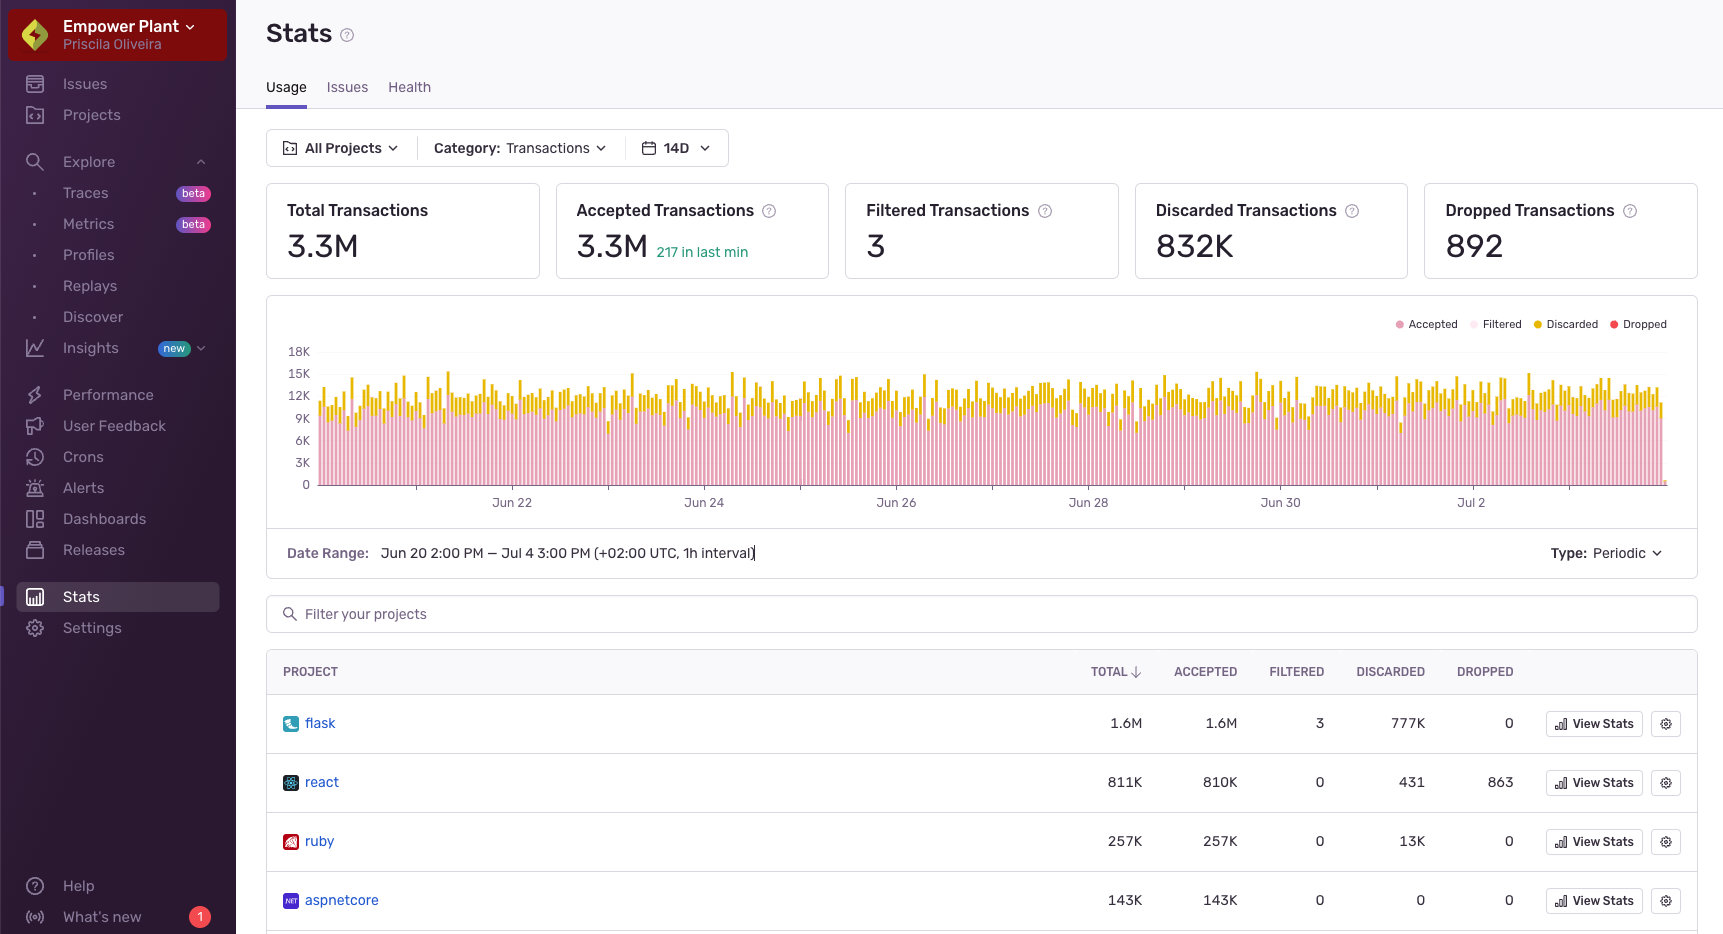 Empower Plant
Priscila Oliveira
Issues
Projects
Explore
Traces beta
Metrics beta
Profiles
Replays
Discover
Insights new
Performance
User Feedback
Crons
Alerts
Dashboards
Releases
Stats
Settings
Help
What's new 1
Stats ?
Usage Issues Health
All Projects Category: Transactions 14D
Total Transactions
3.3M
Accepted Transactions ?
3.3M 217 in last min
Filtered Transactions ?
3
Discarded Transactions ?
832K
Dropped Transactions ?
892
Accepted Filtered Discarded Dropped
18K
15K
12K
9K
6K
3K
0
Jun 22 Jun 24 Jun 26 Jun 28 Jun 30 Jul 2
Date Range: Jun 20 2:00 PM — Jul 4 3:00 PM (+02:00 UTC, 1h interval) Type: Periodic
Filter your projects
PROJECT TOTAL ACCEPTED FILTERED DISCARDED DROPPED
flask 1.6M 1.6M 3 777K 0 View Stats
react 811K 810K 0 431 863 View Stats
ruby 257K 257K 0 13K 0 View Stats
.NET aspnetcore 143K 143K 0 0 0 View Stats